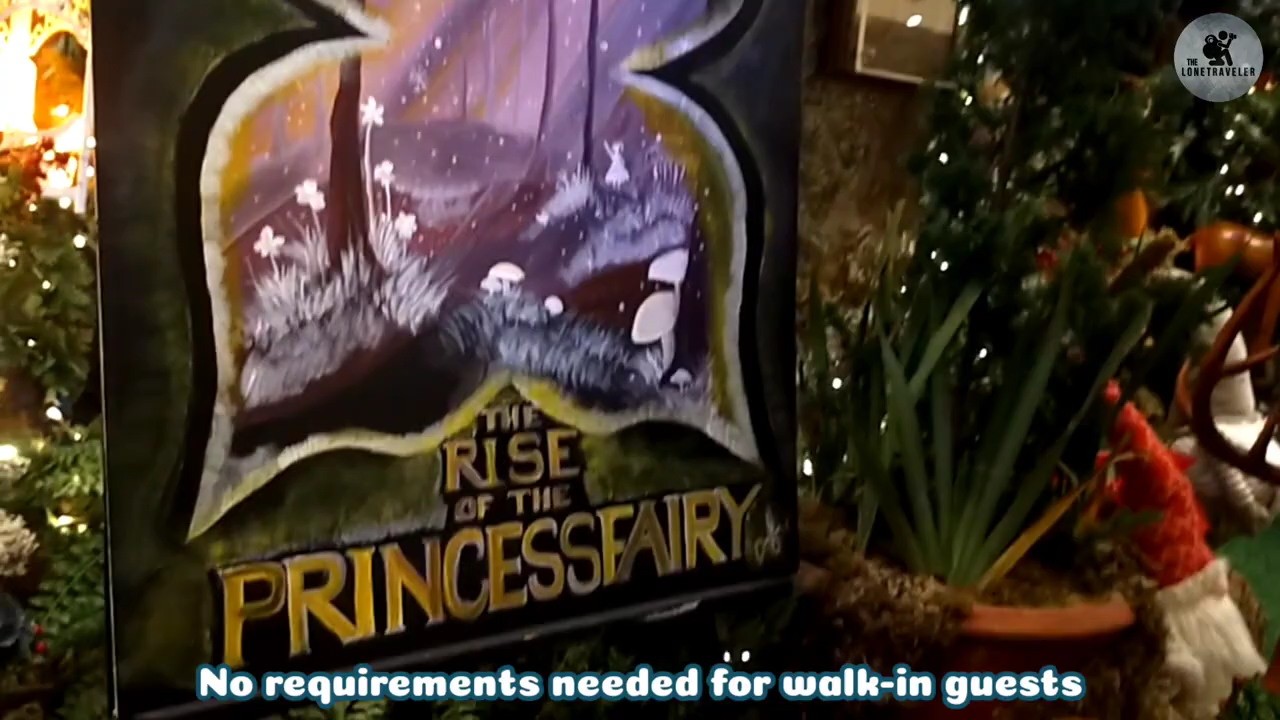 THE
LONETRAVELER
THE
RISE
OF THE
PRINCESSFAIRY
No requirements needed for walk-in guests